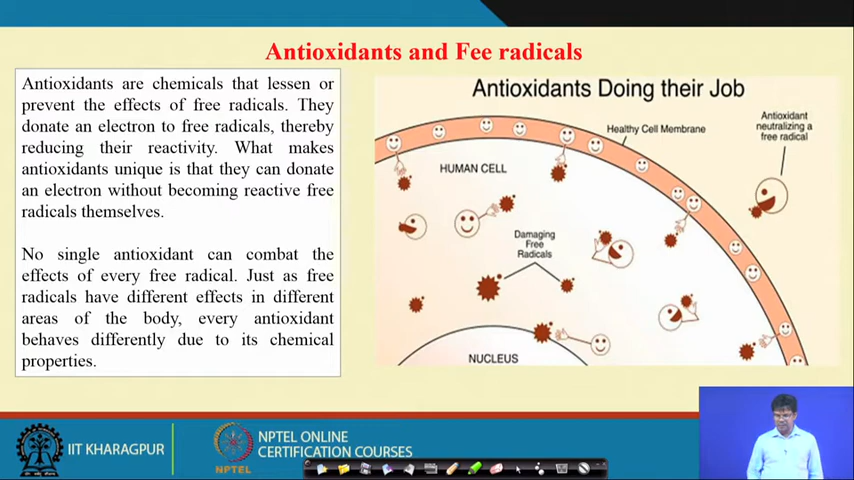 Antioxidants and Fee radicals
Antioxidants are chemicals that lessen or
prevent the effects of free radicals. They
donate an electron to free radicals, thereby
reducing their reactivity. What makes
antioxidants unique is that they can donate
an electron without becoming reactive free
radicals themselves.
No single antioxidant can combat the
effects of every free radical. Just as free
radicals have different effects in different
areas of the body, every antioxidant
behaves differently due to its chemical
properties.
Antioxidants Doing their Job
Healthy Cell Membrane
Antioxidant
neutralizing a
free radical
HUMAN CELL
Damaging
Free
Radicals
NUCLEUS
IIT KHARAGPUR
NPTEL
NPTEL ONLINE
CERTIFICATION COURSES